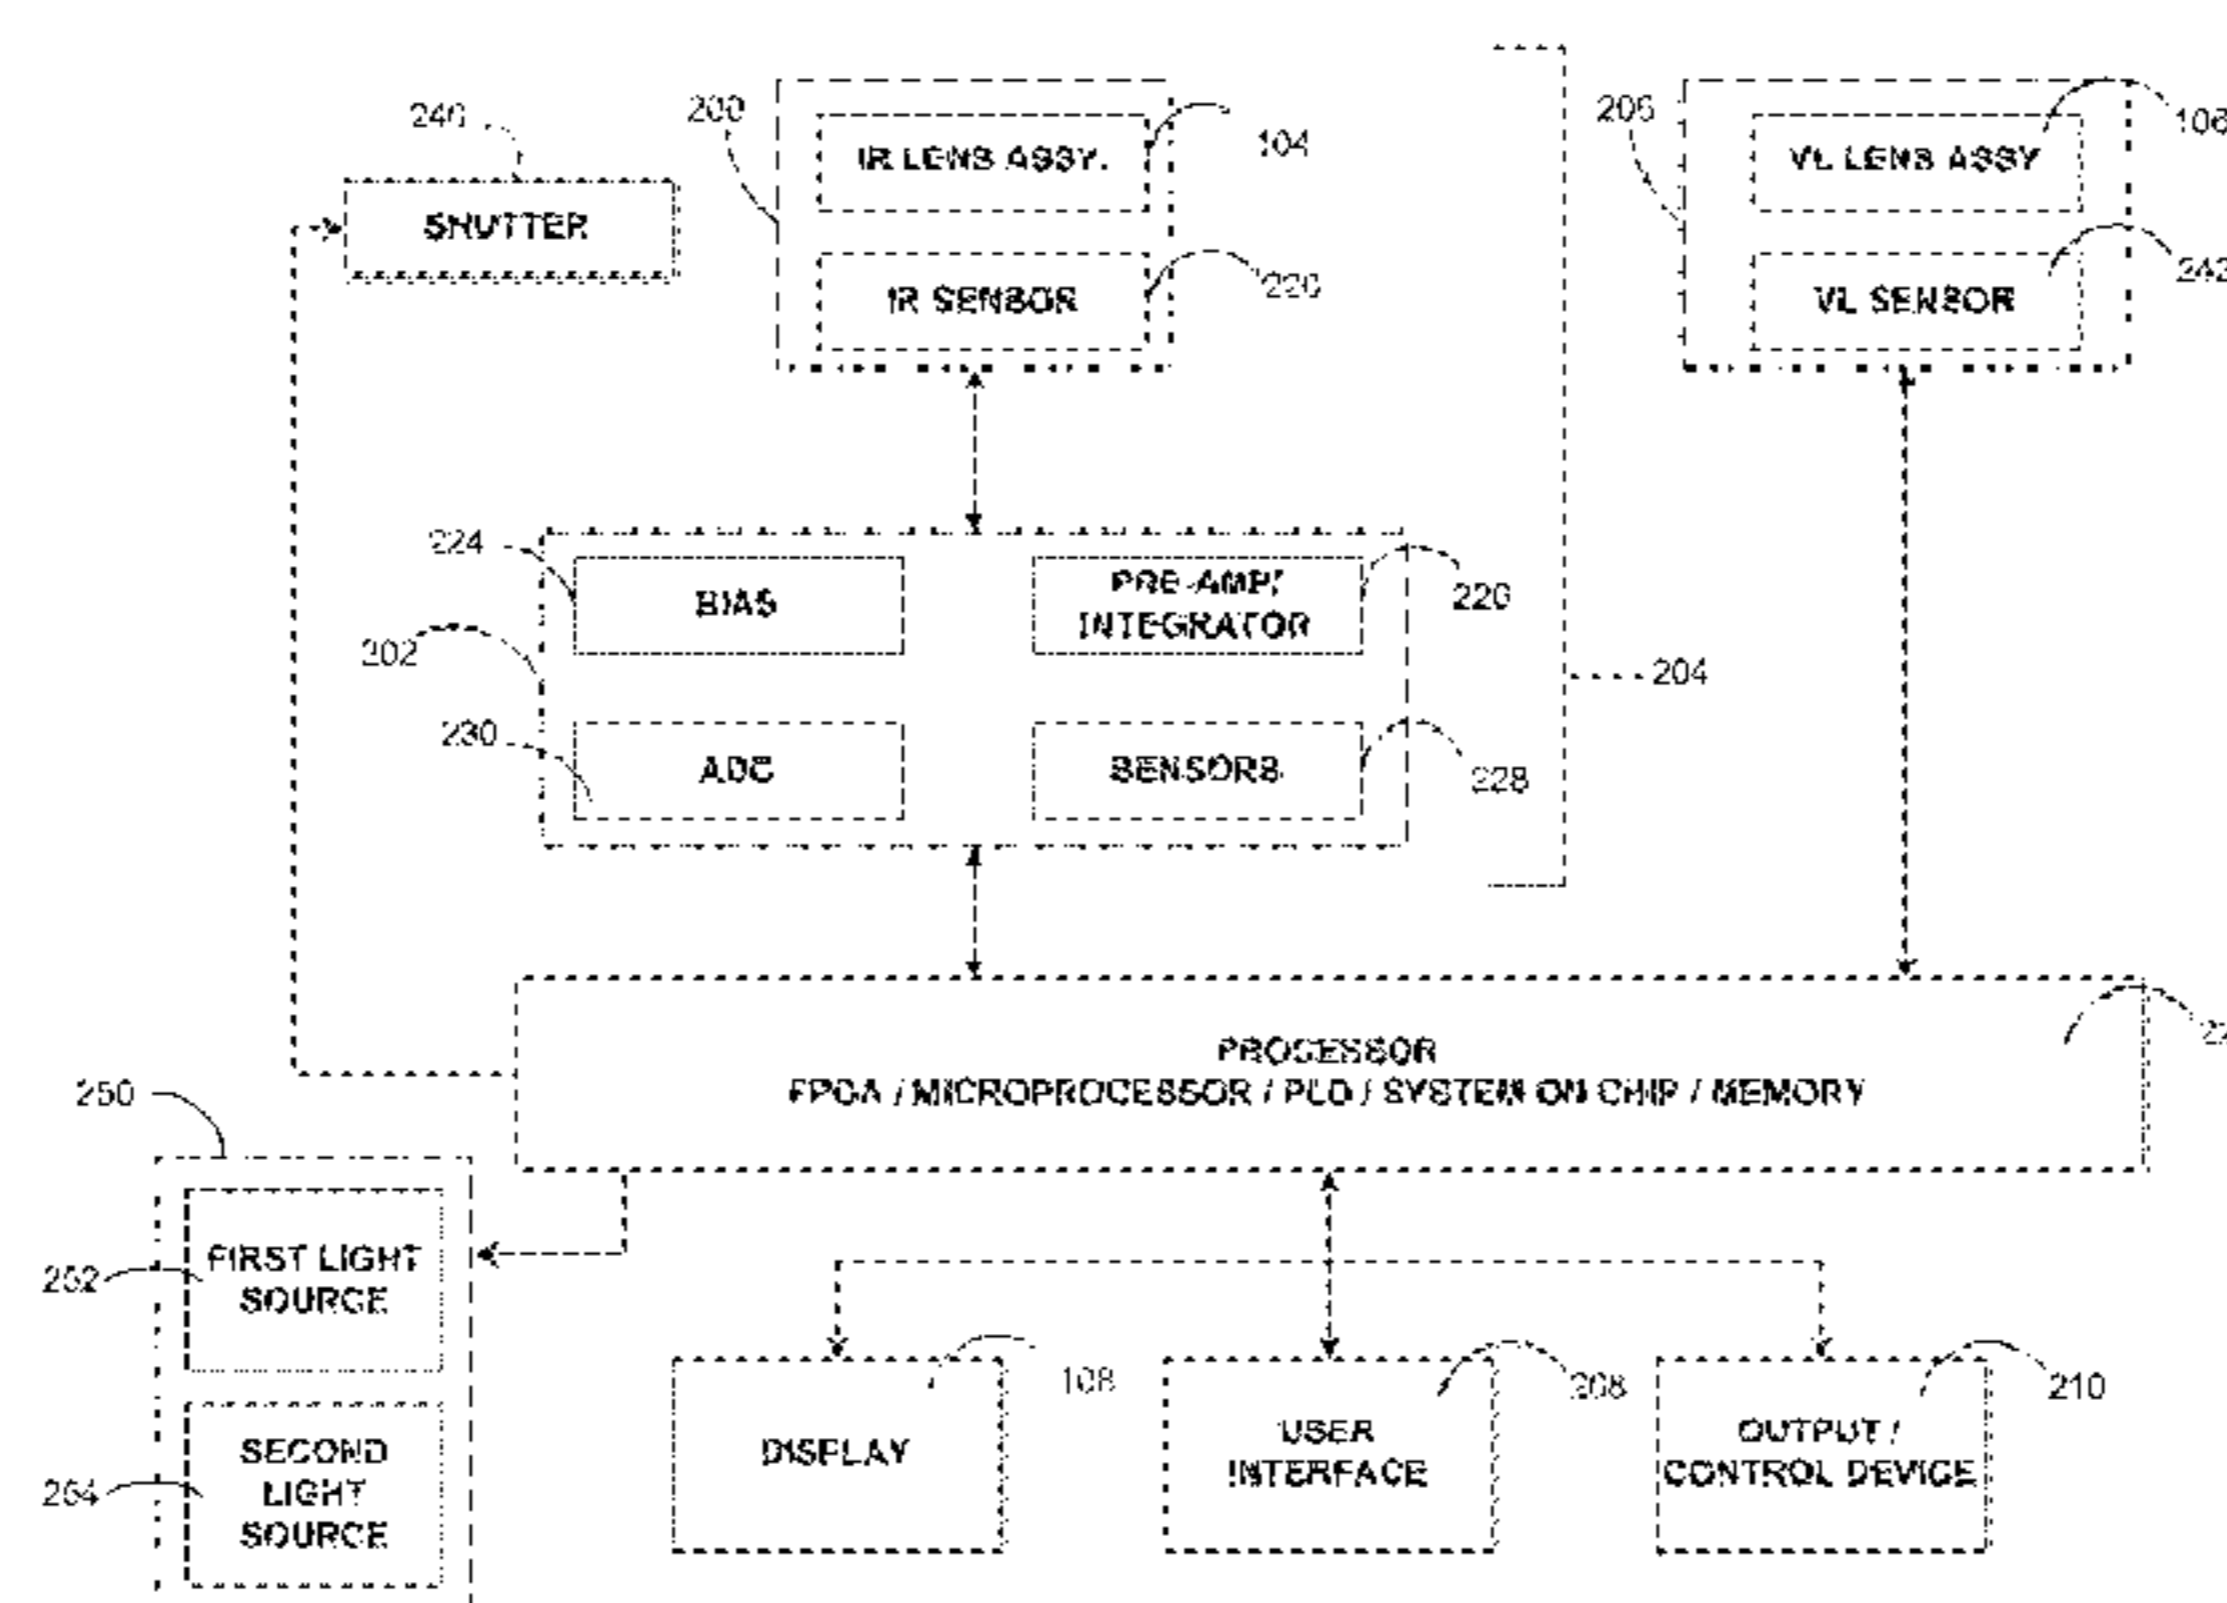 240
200
104
IR LENS ASSY.
206
106
VL LENS ASSY
SHUTTER
220
IR SENSOR
242
VL SENSOR
224
BIAS
PRE-AMP/
INTEGRATOR
226
202
204
230
ADC
SENSORS
228
PROCESSOR
FPGA / MICROPROCESSOR / PLD / SYSTEM ON CHIP / MEMORY
250
252
FIRST LIGHT
SOURCE
254
SECOND
LIGHT
SOURCE
108
DISPLAY
208
USER
INTERFACE
210
OUTPUT /
CONTROL DEVICE